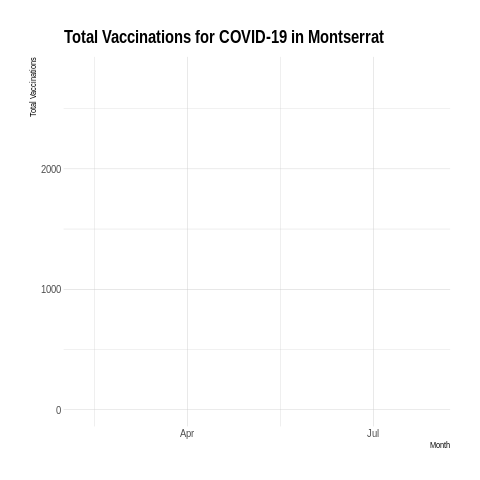 Total Vaccinations for COVID-19 in Montserrat
Total Vaccinations
2000
1000
0
Apr
Jul
Month